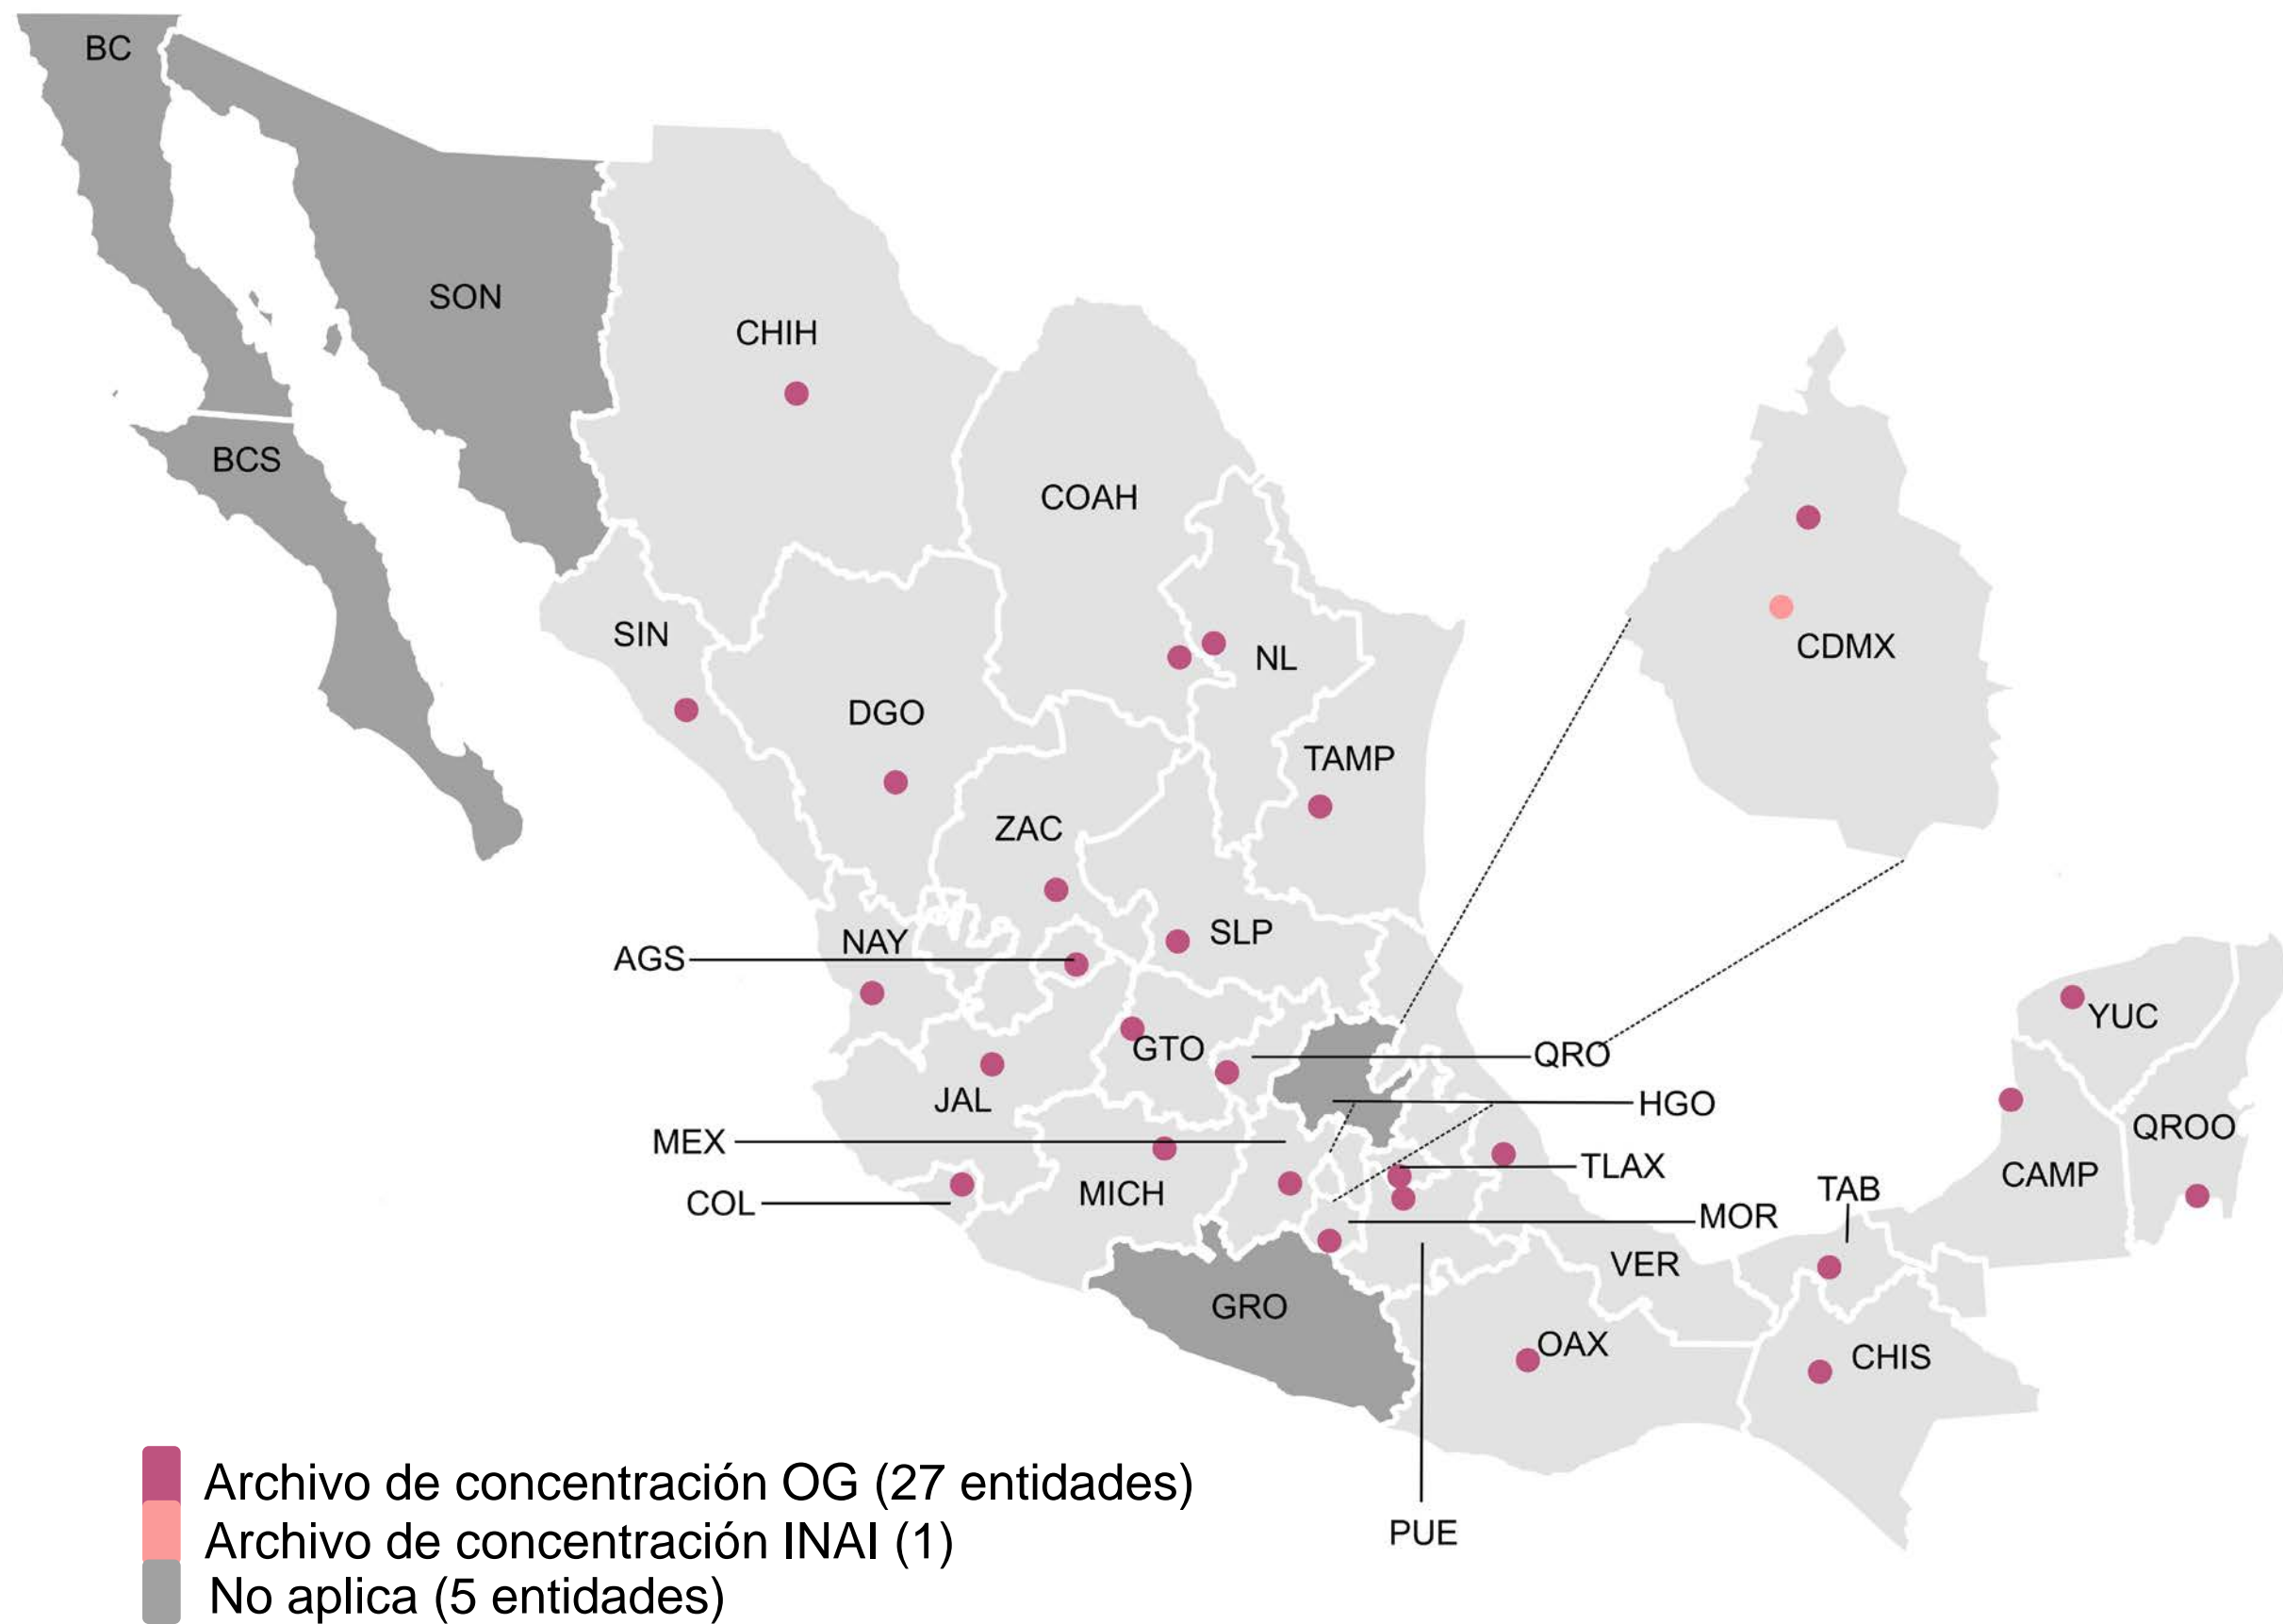 BC
SON
CHIH
BCS
COAH
SIN
NL
CDMX
DGO
TAMP
ZAC
SLP
NAY
AGS
YUC
GTO
QRO
JAL
HGO
QROO
MEX
TLAX
CAMP
MICH
TAB
COL
MOR
VER
GRO
OAX
CHIS
PUE
Archivo de concentración OG (27 entidades)
Archivo de concentración INAI (1)
No aplica (5 entidades)